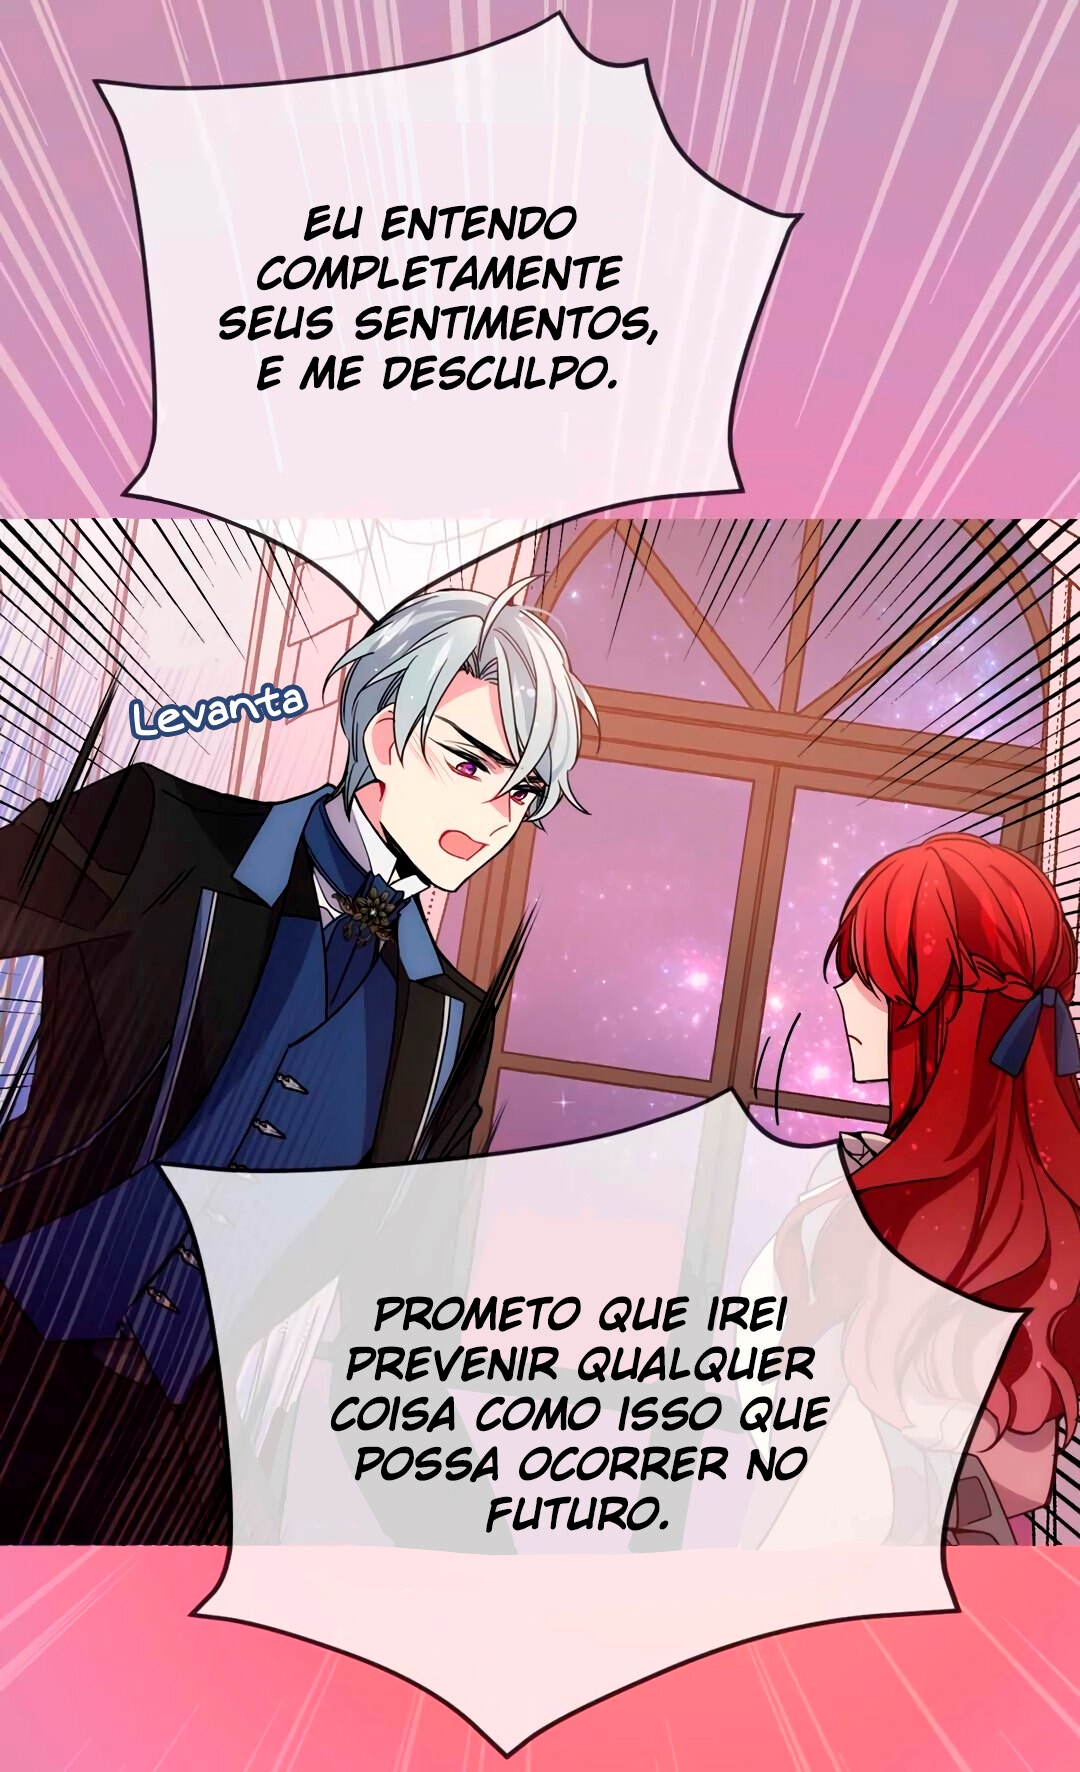 EU ENTENDO
COMPLETAMENTE
SEUS SENTIMENTOS,
E ME DESCULPO.
Levanta
PROMETO QUE IREI
PREVENIR QUALQUER
COISA COMO ISSO QUE
POSSA OCORRER NO
FUTURO.